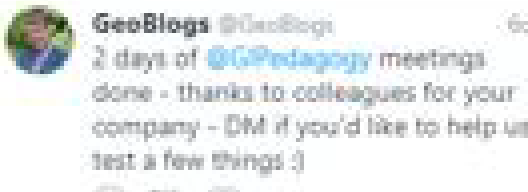 GeoBlogs @GeoBlogs
2 days of @GIPedagogy meetings
done - thanks to colleagues for your
company - DM if you'd like to help us
test a few things :)